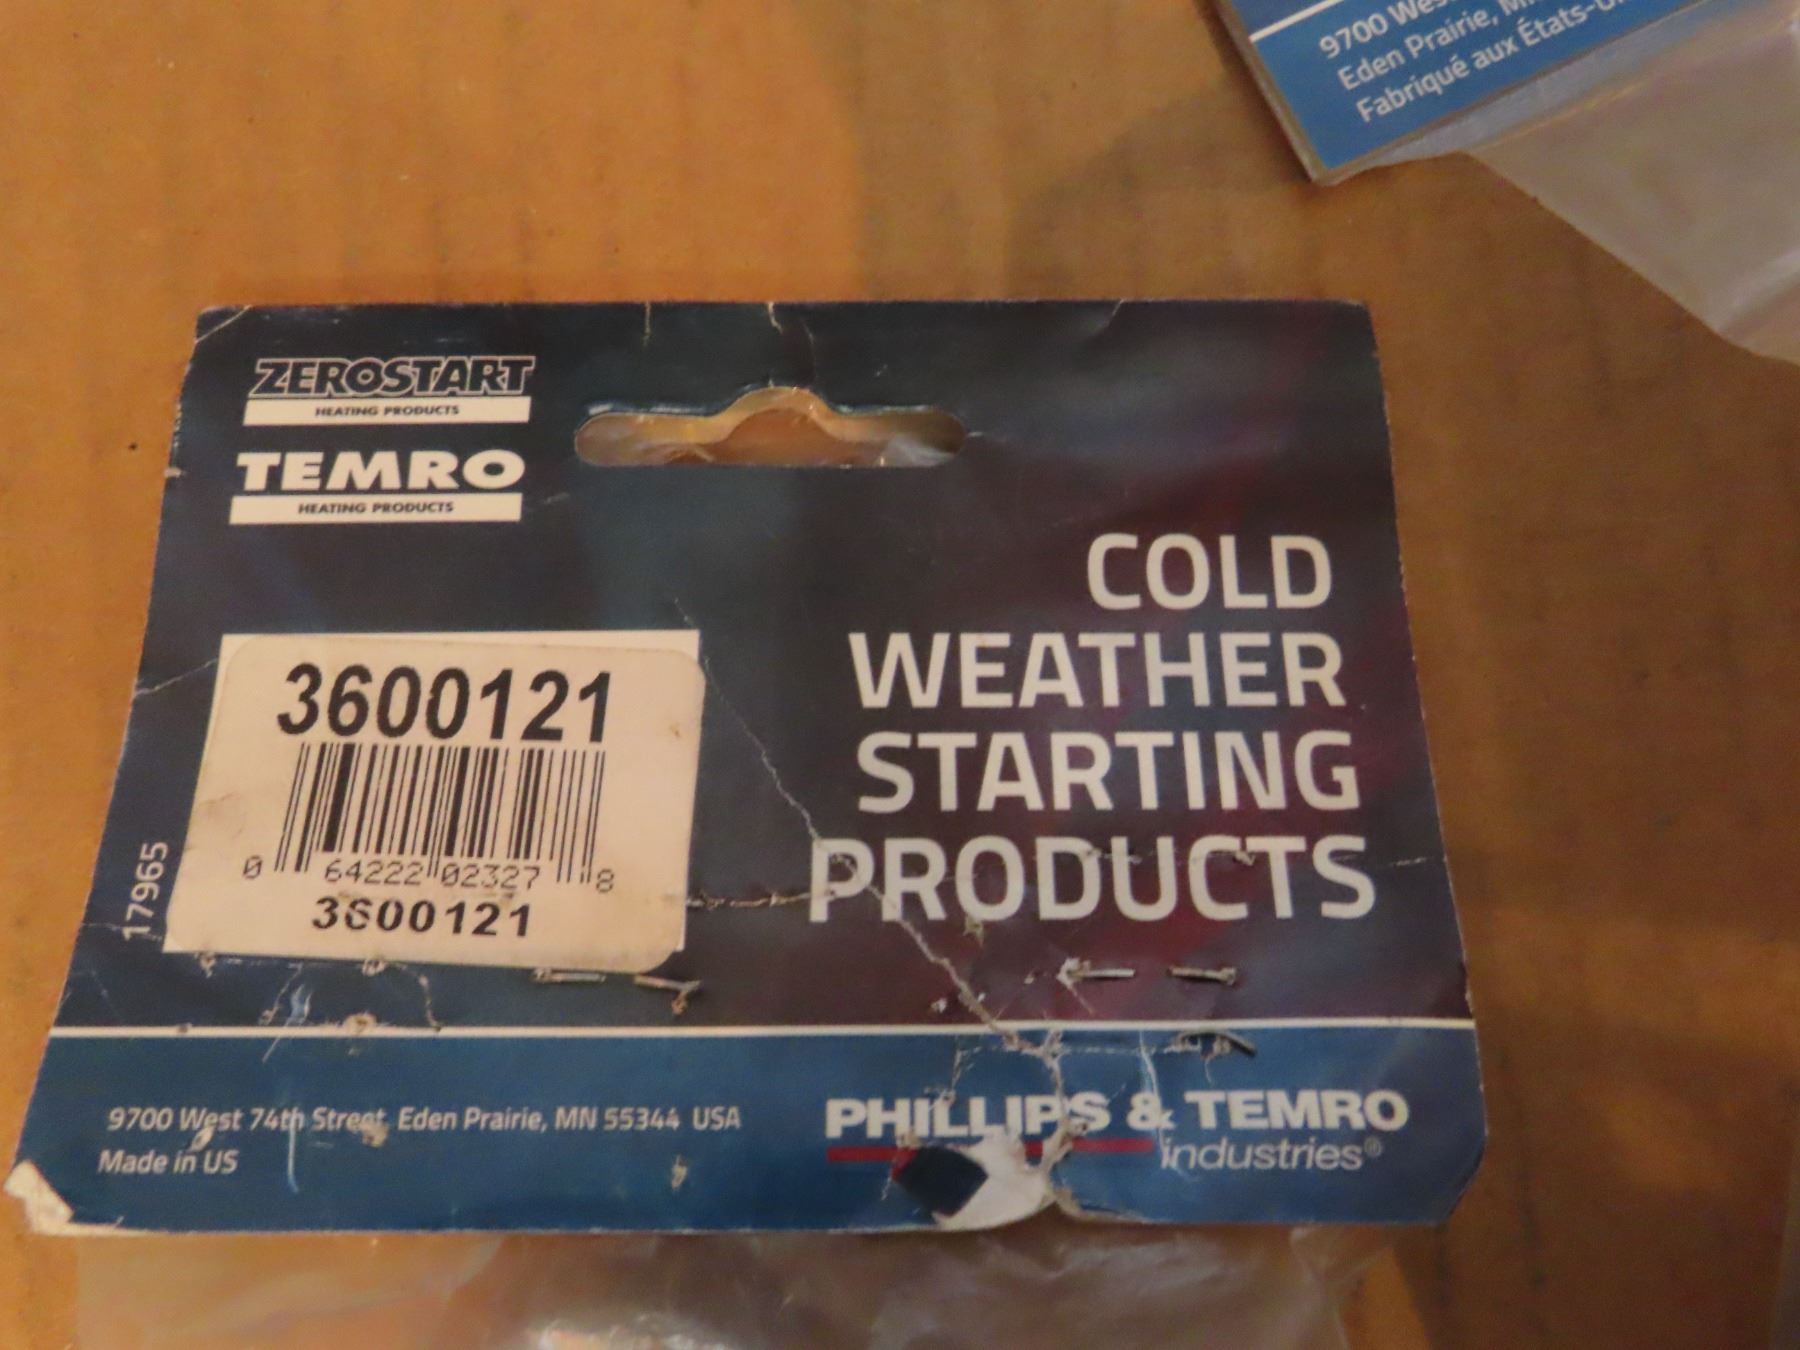 9700 West
Eden Prairie,
Fabriqué aux États-
ZEROSTART
HEATING PRODUCTS
TEMRO
HEATING PRODUCTS
COLD
WEATHER
STARTING
PRODUCTS
3600121
0 64222 02327 8
3600121
17965
9700 West 74th Street, Eden Prairie, MN 55344 USA
Made in US
PHILLIPS & TEMRO
industries®